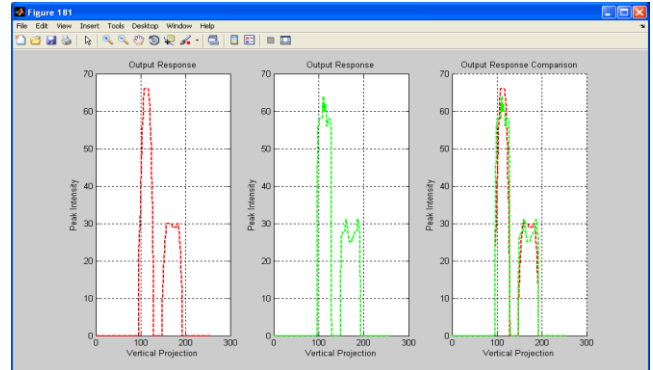 Figure 181
File Edit View Insert Tools Desktop Window Help
Output Response
70
60
50
40
30
20
10
0
0 100 200 300
Peak Intensity
Vertical Projection
Output Response
70
60
50
40
30
20
10
0
0 100 200 300
Peak Intensity
Vertical Projection
Output Response Comparison
70
60
50
40
30
20
10
0
0 100 200 300
Peak Intensity
Vertical Projection